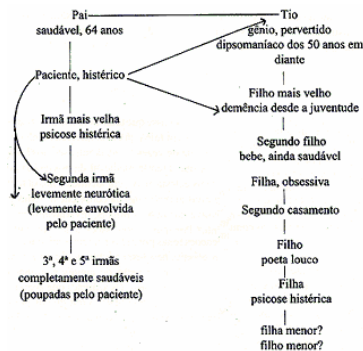 Pai
saudável, 64 anos
Paciente, histérico
Irmã mais velha
psicose histérica
Segunda irmã
levemente neurótica
(levemente envolvida
pelo paciente)
3ª, 4ª e 5ª irmãs
completamente saudáveis
(poupadas pelo paciente)
Tio
gênio, pervertido
dipsomaníaco dos 50 anos em
diante
Filho mais velho
demência desde a juventude
Segundo filho
bebe, ainda saudável
Filha, obsessiva
Segundo casamento
Filho
poeta louco
Filha
psicose histérica
filha menor?
filho menor?